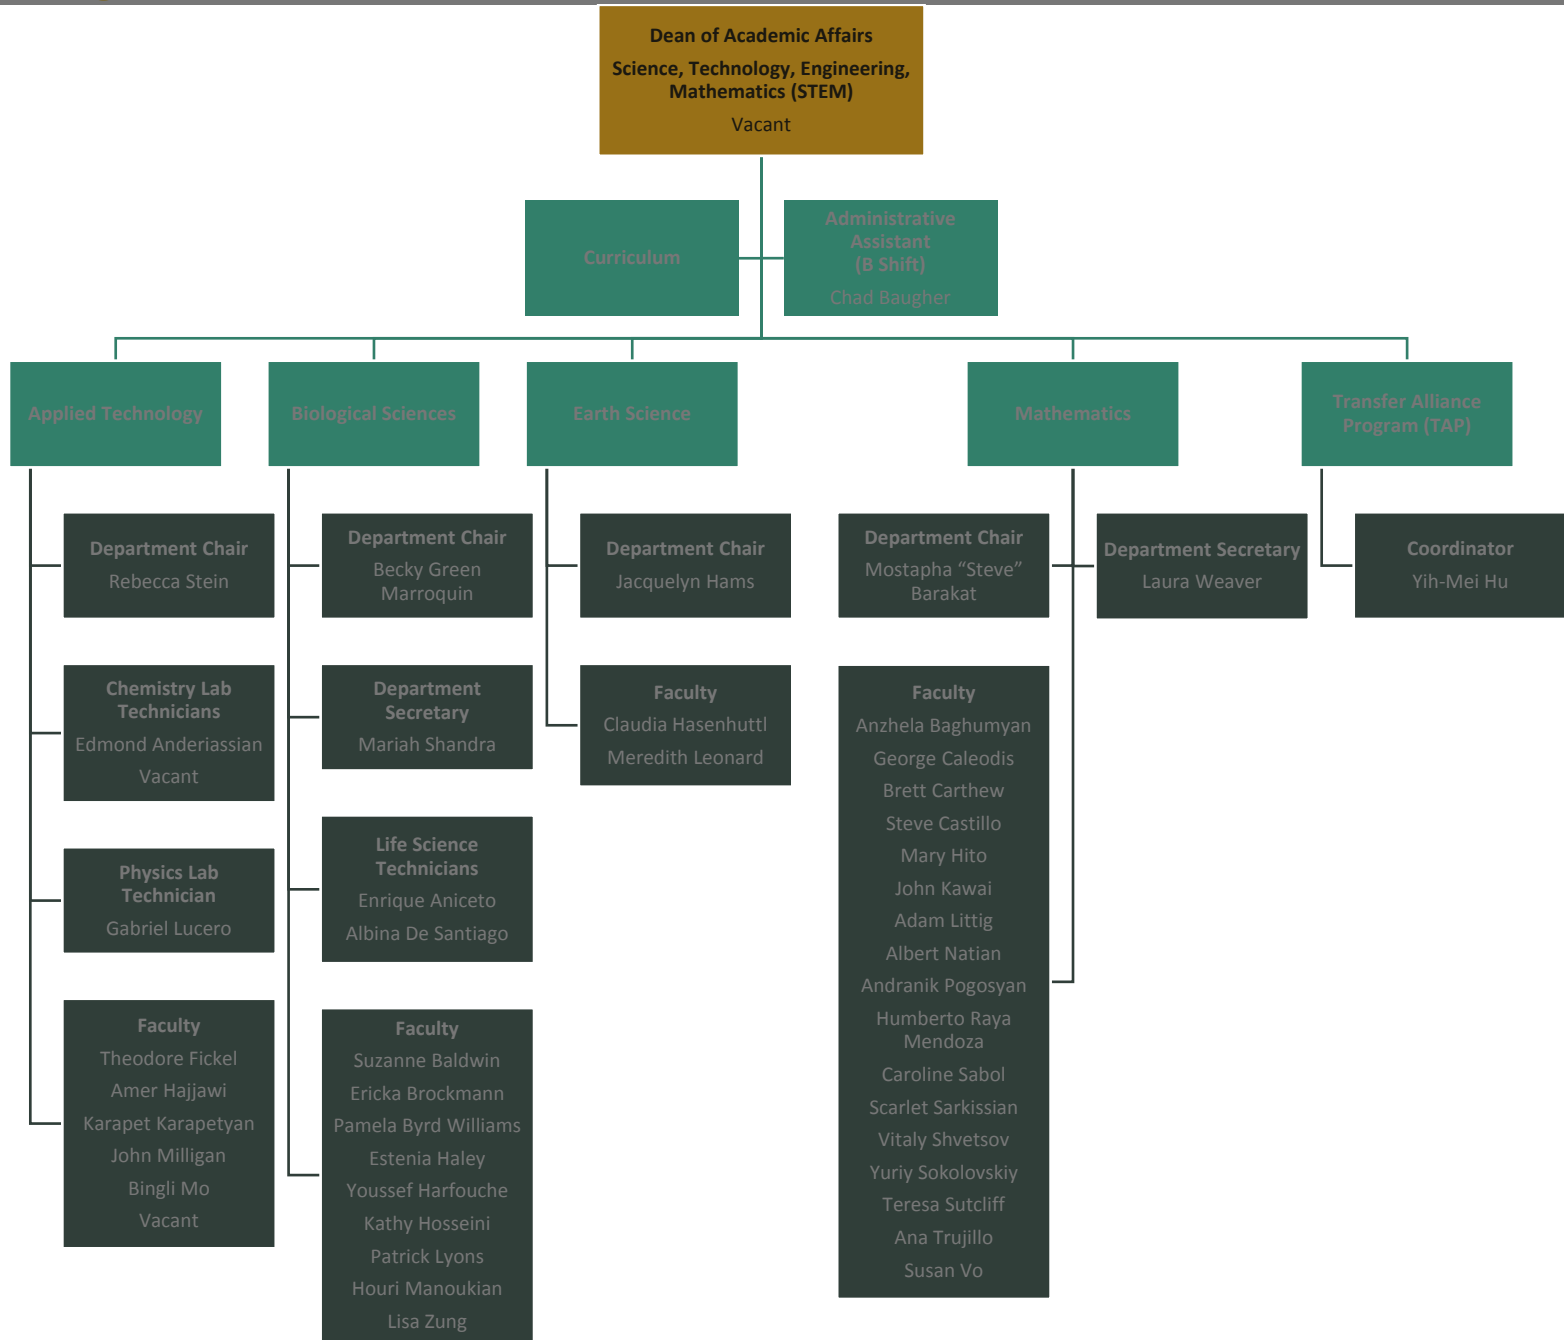 Dean of Academic Affairs
Science, Technology, Engineering,
Mathematics (STEM)
Vacant
Curriculum
Administrative
Assistant
(B Shift)
Chad Baugher
Applied Technology
Biological Sciences
Earth Science
Mathematics
Transfer Alliance
Program (TAP)
Department Chair
Rebecca Stein
Chemistry Lab
Technicians
Edmond Anderiassian
Vacant
Physics Lab
Technician
Gabriel Lucero
Faculty
Theodore Fickel
Amer Hajjawi
Karapet Karapetyan
John Milligan
Bingli Mo
Vacant
Department Chair
Becky Green
Marroquin
Department
Secretary
Mariah Shandra
Life Science
Technicians
Enrique Aniceto
Albina De Santiago
Faculty
Suzanne Baldwin
Ericka Brockmann
Pamela Byrd Williams
Estenia Haley
Youssef Harfouche
Kathy Hosseini
Patrick Lyons
Houri Manoukian
Lisa Zung
Department Chair
Jacquelyn Hams
Faculty
Claudia Hasenhuttl
Meredith Leonard
Department Chair
Mostapha “Steve”
Barakat
Department Secretary
Laura Weaver
Faculty
Anzhela Baghumyan
George Caleodis
Brett Carthew
Steve Castillo
Mary Hito
John Kawai
Adam Littig
Albert Natian
Andranik Pogosyan
Humberto Raya
Mendoza
Caroline Sabol
Scarlet Sarkissian
Vitaly Shvetsov
Yuriy Sokolovskiy
Teresa Sutcliff
Ana Trujillo
Susan Vo
Coordinator
Yih-Mei Hu